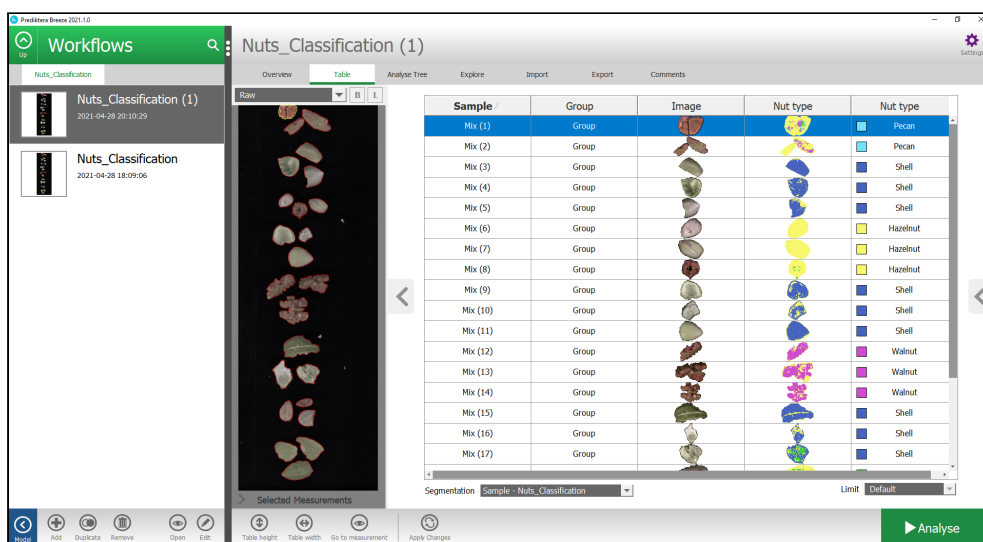 Prediktera Breeze 2021.1.0
Up
Workflows
Nuts_Classification (1)
Settings
Nuts_Classification
Overview Table Analyse Tree Explore Import Export Comments
Nuts_Classification (1)
2021-04-28 20:10:29
Nuts_Classification
2021-04-28 18:09:06
Raw B L
Sample Group Image Nut type Nut type
Mix (1) Group Pecan
Mix (2) Group Pecan
Mix (3) Group Shell
Mix (4) Group Shell
Mix (5) Group Shell
Mix (6) Group Hazelnut
Mix (7) Group Hazelnut
Mix (8) Group Hazelnut
Mix (9) Group Shell
Mix (10) Group Shell
Mix (11) Group Shell
Mix (12) Group Walnut
Mix (13) Group Walnut
Mix (14) Group Walnut
Mix (15) Group Shell
Mix (16) Group Shell
Mix (17) Group Shell
Segmentation Sample - Nuts_Classification Limit Default
Selected Measurements
Model Add Duplicate Remove Open Edit Table height Table width Go to measurement Apply Changes
Analyse